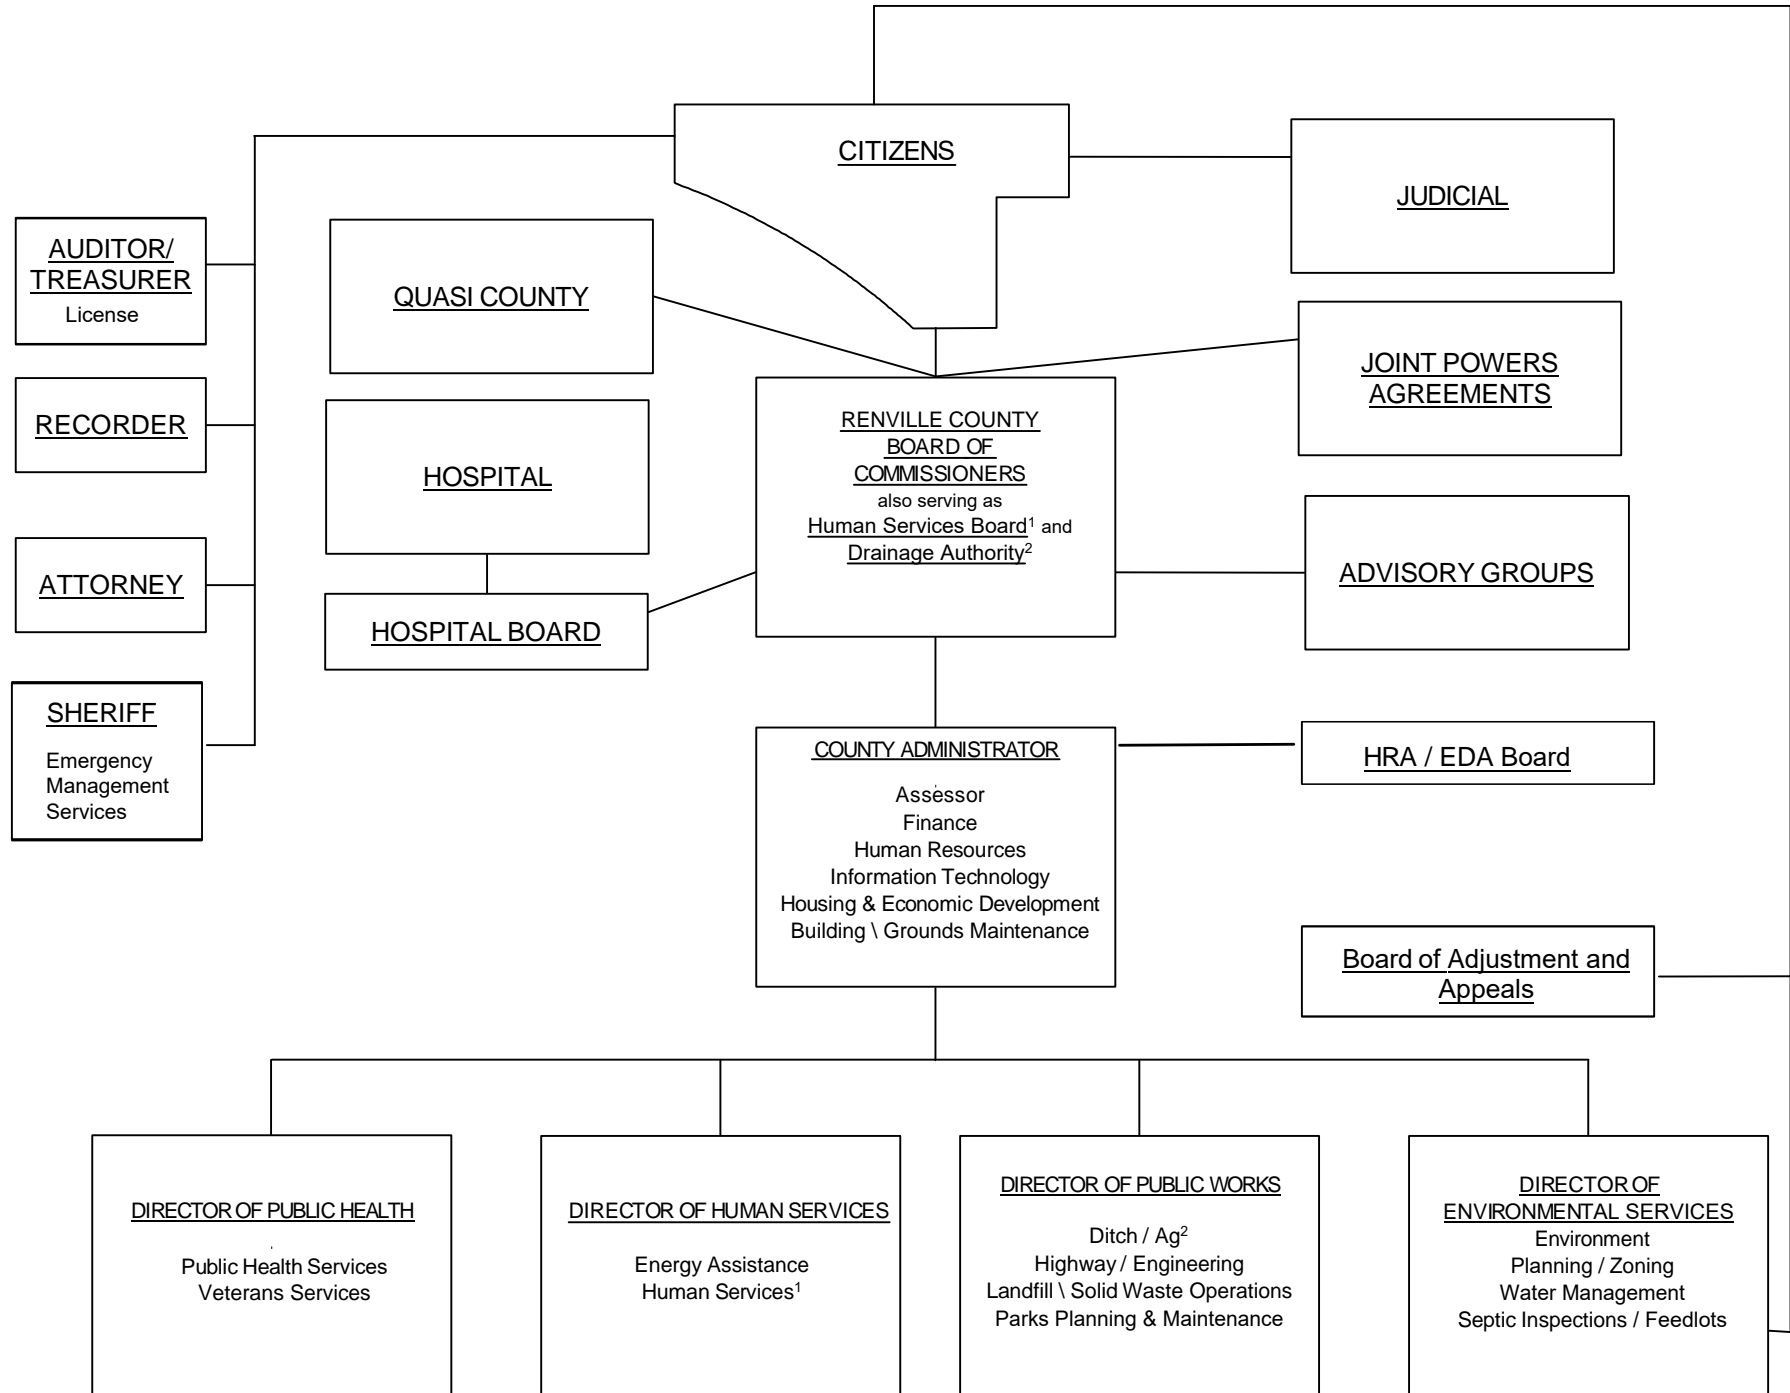 CITIZENS
JUDICIAL
AUDITOR/
TREASURER
License
QUASI COUNTY
JOINT POWERS
AGREEMENTS
RECORDER
RENVILLE COUNTY
BOARD OF
COMMISSIONERS
also serving as
Human Services Board¹ and
Drainage Authority²
HOSPITAL
ATTORNEY
ADVISORY GROUPS
HOSPITAL BOARD
SHERIFF
Emergency
Management
Services
COUNTY ADMINISTRATOR
Assessor
Finance
Human Resources
Information Technology
Housing & Economic Development
Building \ Grounds Maintenance
HRA / EDA Board
Board of Adjustment and
Appeals
DIRECTOR OF PUBLIC HEALTH
Public Health Services
Veterans Services
DIRECTOR OF HUMAN SERVICES
Energy Assistance
Human Services¹
DIRECTOR OF PUBLIC WORKS
Ditch / Ag²
Highway / Engineering
Landfill \ Solid Waste Operations
Parks Planning & Maintenance
DIRECTOR OF
ENVIRONMENTAL SERVICES
Environment
Planning / Zoning
Water Management
Septic Inspections / Feedlots